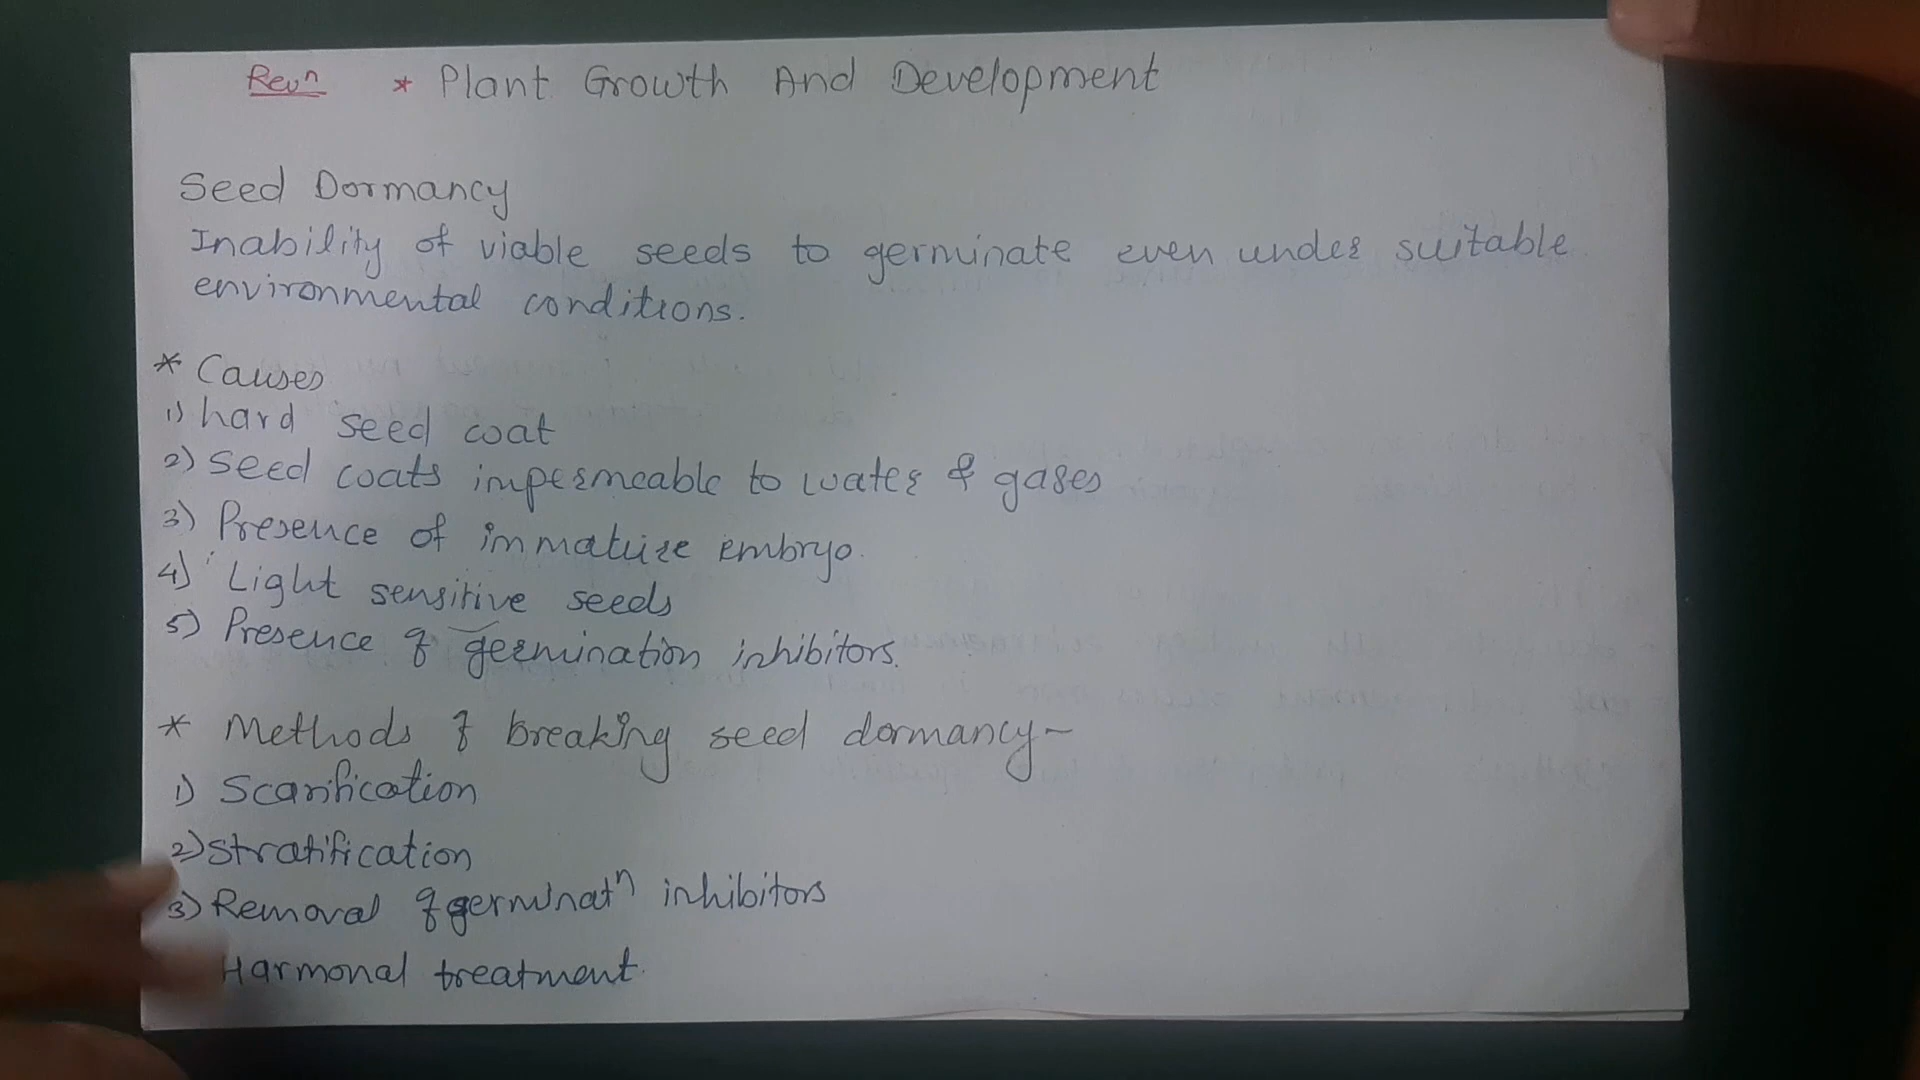 Revn * Plant Growth And Development
Seed Dormancy
Inability of viable seeds to germinate even under suitable
environmental conditions.
* Causes
1) hard seed coat
2) Seed coats impermeable to water & gases
3) Presence of immature embryo.
4) Light sensitive seeds
5) Presence of germination inhibitors.
* Methods of breaking seed dormancy-
1) Scarification
2) Stratification
3) Removal of germinatn inhibitors
Harmonal treatment.